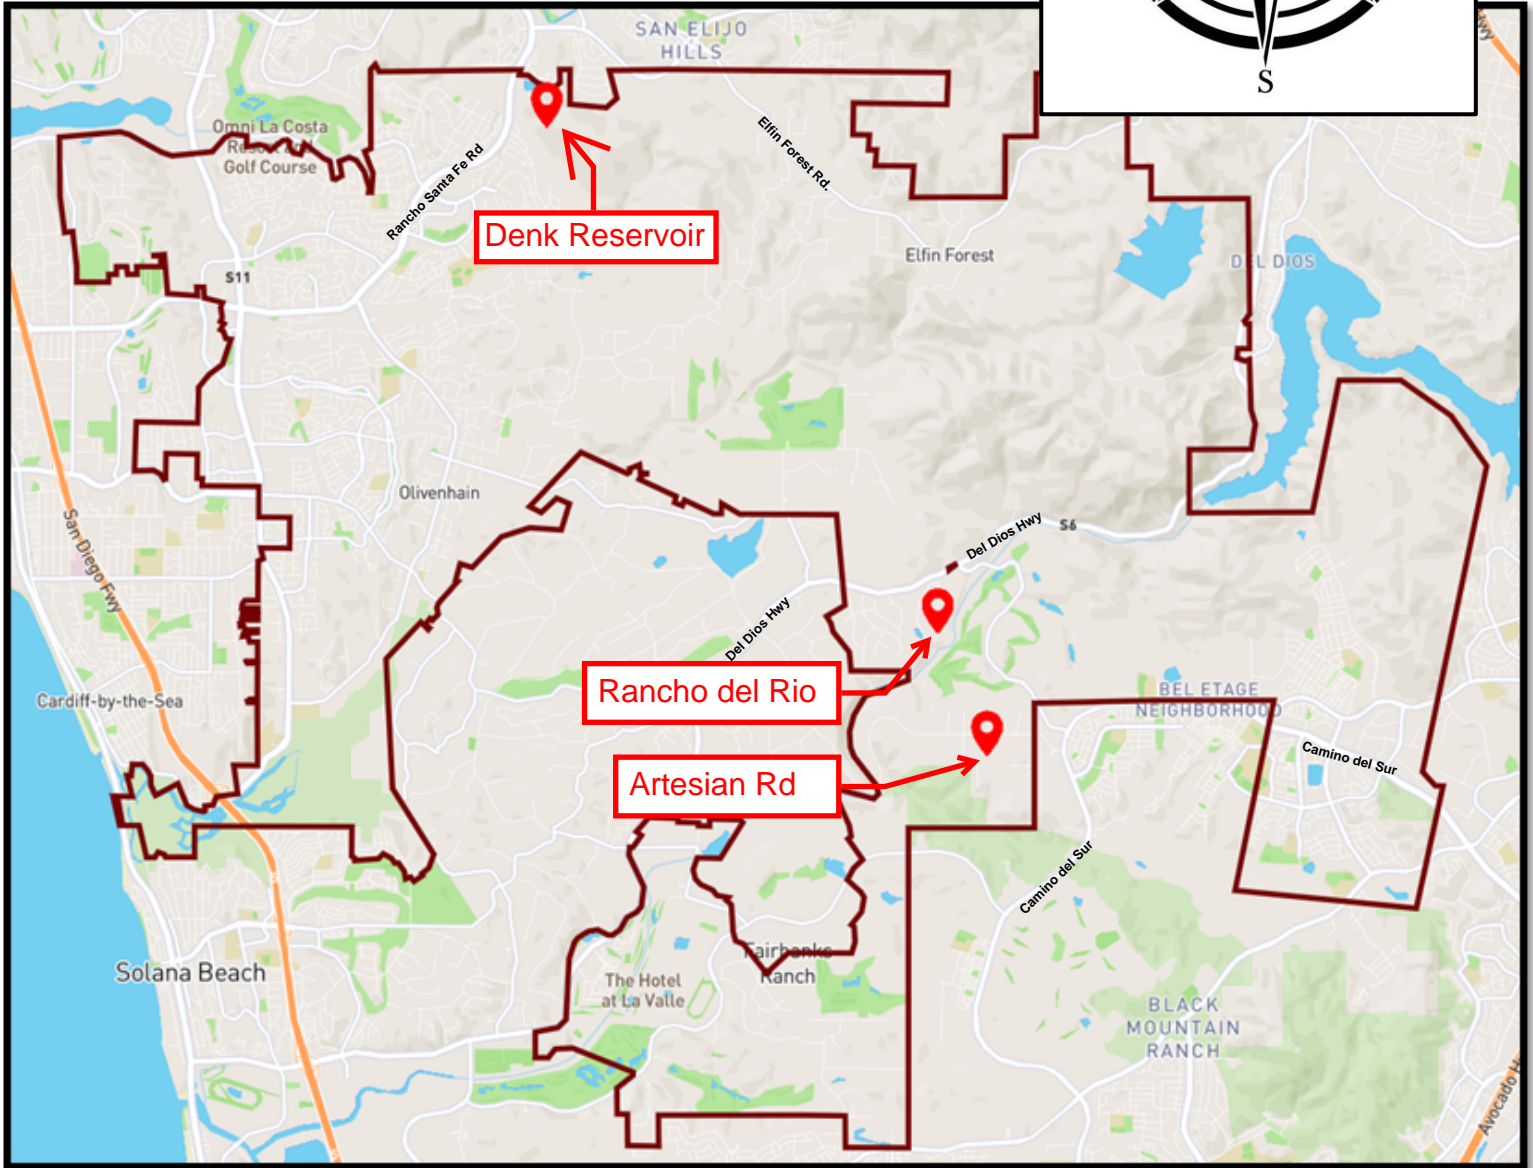 SAN ELIJO
HILLS
S
Omni La Costa
Golf Course
Rancho Santa Fe Rd
Elfin Forest Rd.
Denk Reservoir
Elfin Forest
DEL DIOS
S11
Olivenhain
San Diego Fwy
Del Dios Hwy
S6
Del Dios Hwy
Rancho del Rio
Cardiff-by-the-Sea
BEL ETAGE
NEIGHBORHOOD
Camino del Sur
Artesian Rd
Camino del Sur
Solana Beach
Fairbanks
Ranch
The Hotel
at La Valle
BLACK
MOUNTAIN
RANCH
Avocado